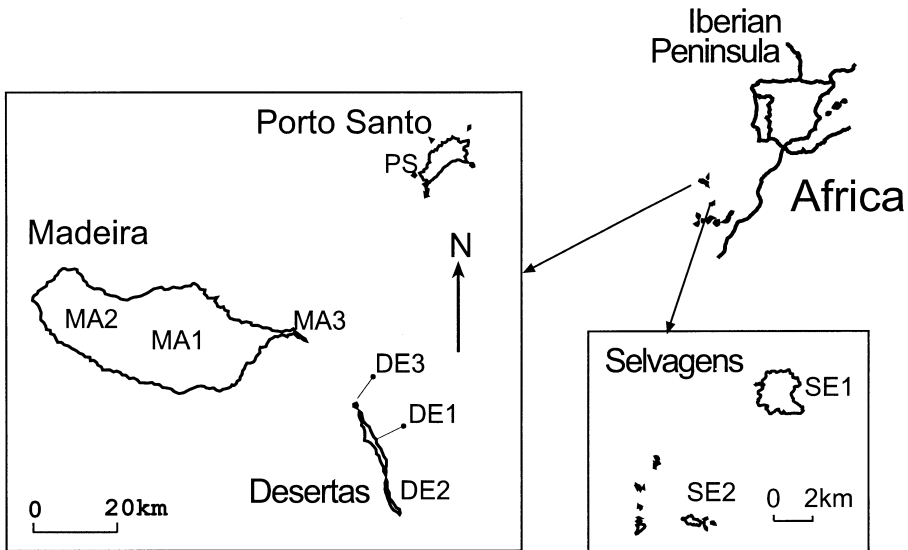 Iberian
Peninsula
Africa
Porto Santo
PS
Madeira
N
MA2
MA1
MA3
DE3
DE1
Desertas
DE2
0 20km
Selvagens
SE1
SE2
0 2km